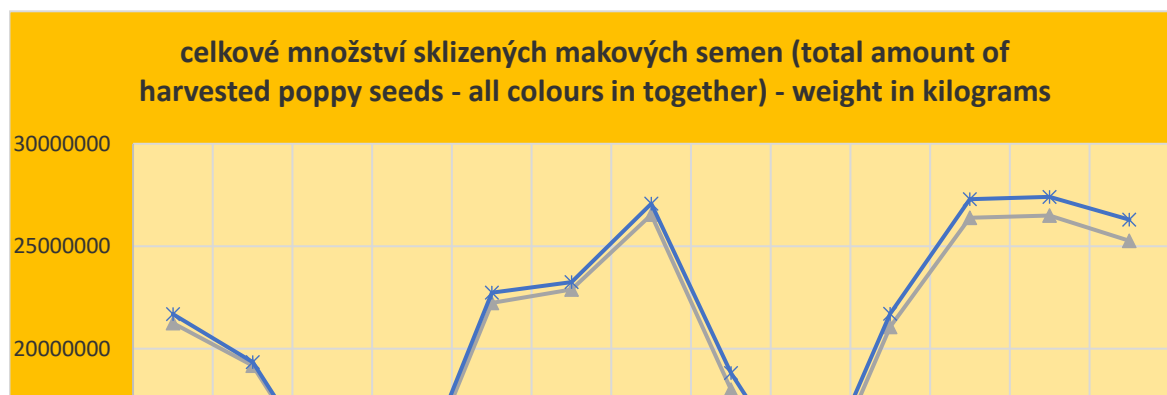 celkové množství sklizených makových semen (total amount of
harvested poppy seeds - all colours in together) - weight in kilograms
30000000
25000000
20000000